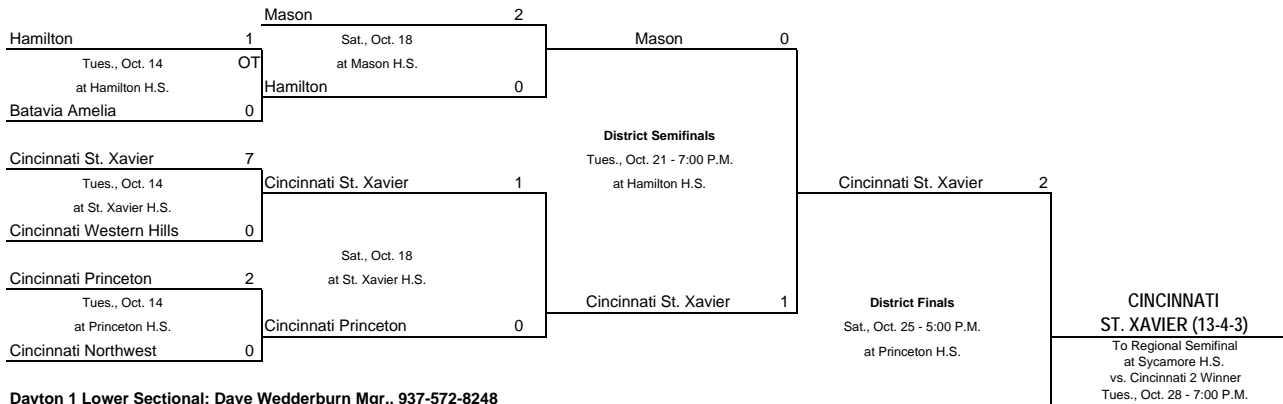 Mason 2
Hamilton 1 Sat., Oct. 18 Mason 0
Tues., Oct. 14 OT at Mason H.S.
at Hamilton H.S. Hamilton 0
Batavia Amelia 0
District Semifinals
Cincinnati St. Xavier 7 Tues., Oct. 21 - 7:00 P.M.
Tues., Oct. 14 Cincinnati St. Xavier 1 at Hamilton H.S. Cincinnati St. Xavier 2
at St. Xavier H.S.
Cincinnati Western Hills 0
Sat., Oct. 18
Cincinnati Princeton 2 at St. Xavier H.S.
Tues., Oct. 14 Cincinnati St. Xavier 1 District Finals CINCINNATI
at Princeton H.S. Cincinnati Princeton 0 Sat., Oct. 25 - 5:00 P.M. ST. XAVIER (13-4-3)
Cincinnati Northwest 0 at Princeton H.S. To Regional Semifinal
at Sycamore H.S.
vs. Cincinnati 2 Winner
Dayton 1 Lower Sectional: Dave Wedderburn Mgr., 937-572-8248 Tues., Oct. 28 - 7:00 P.M.